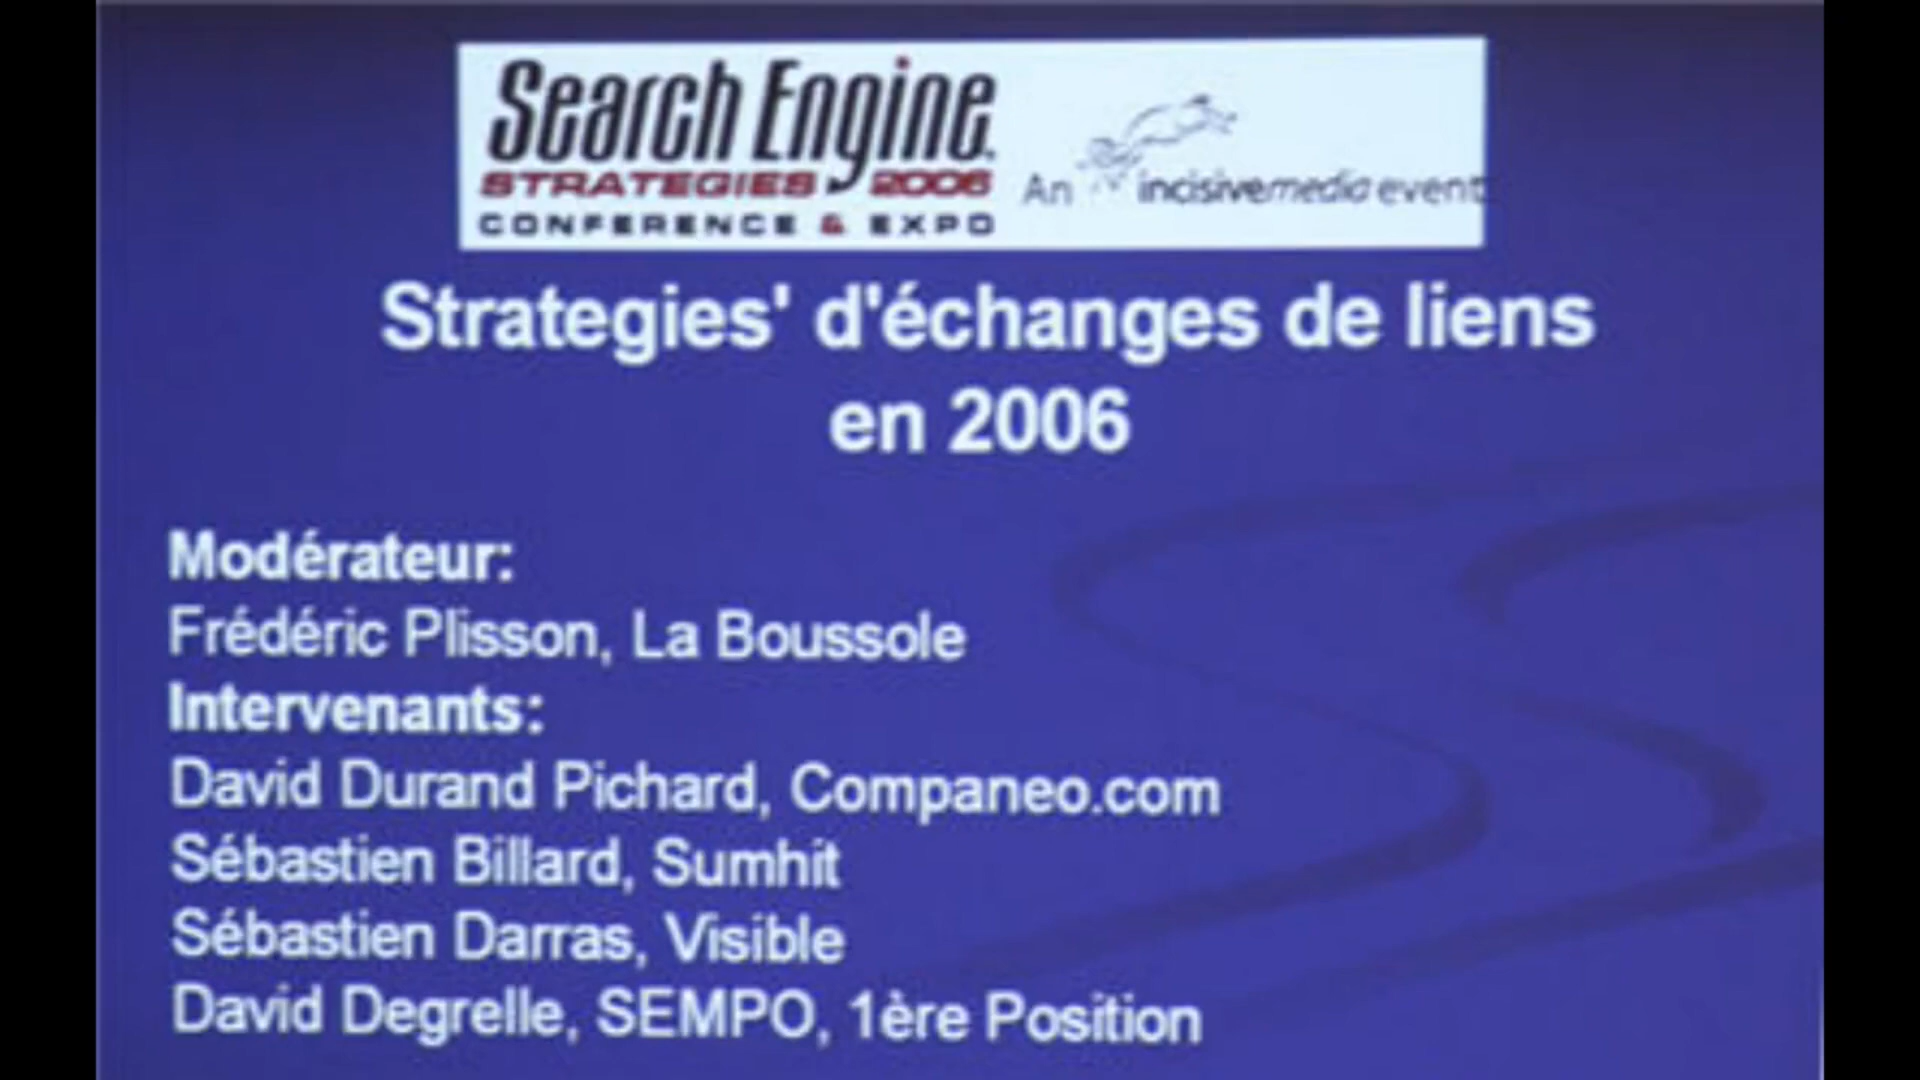 Search Engine
STRATEGIES 2006
CONFERENCE & EXPO
An incisivemedia event
Strategies' d'échanges de liens
en 2006
Modérateur:
Frédéric Plisson, La Boussole
Intervenants:
David Durand Pichard, Companeo.com
Sébastien Billard, Sumhit
Sébastien Darras, Visible
David Degrelle, SEMPO, 1ère Position